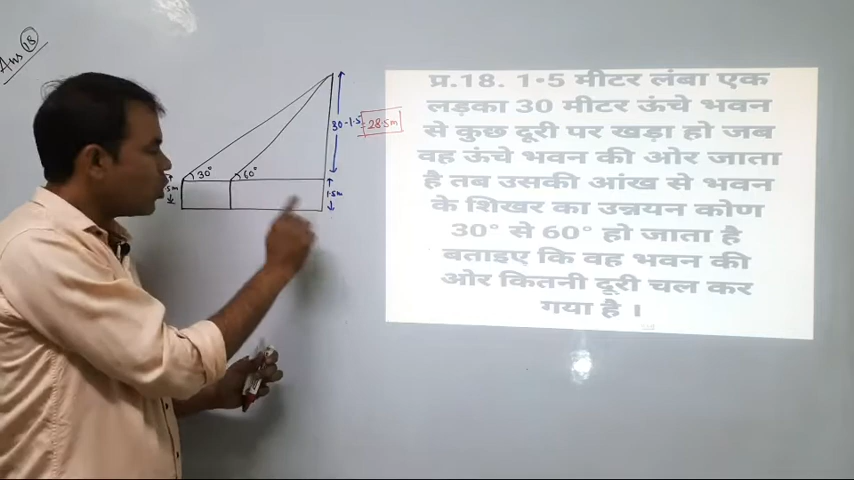 Ans 18
प्र.18. 1·5 मीटर लंबा एक
लड़का 30 मीटर ऊंचे भवन
से कुछ दूरी पर खड़ा है जब
वह ऊंचे भवन की ओर जाता
है तब उसकी आंख से भवन
के शिखर का उन्नयन कोण
30° से 60° हो जाता है
बताइए कि वह दूरी भवन की
ओर कितनी दूरी चल कर
गया है ।
30-1.5
=28.5m
30°
60°
5m
1.5m